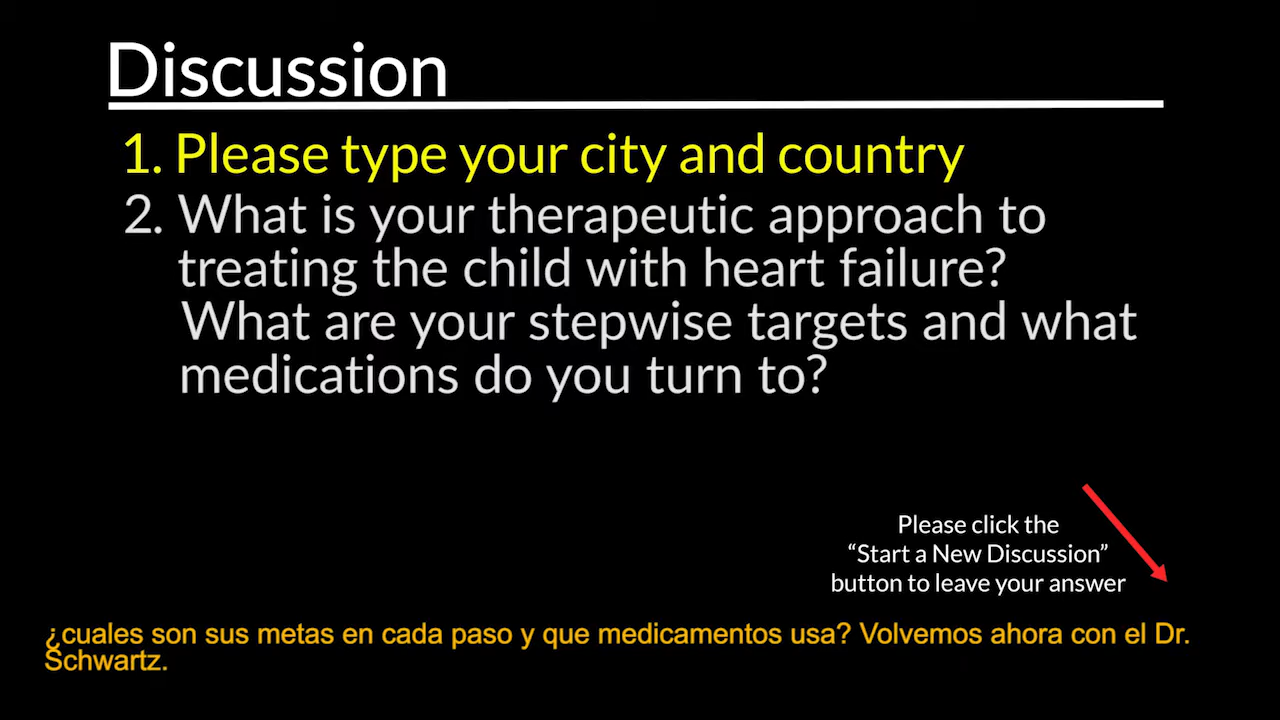 Discussion
1. Please type your city and country
2. What is your therapeutic approach to
treating the child with heart failure?
What are your stepwise targets and what
medications do you turn to?
Please click the
“Start a New Discussion”
button to leave your answer
¿cuales son sus metas en cada paso y que medicamentos usa? Volvemos ahora con el Dr.
Schwartz.